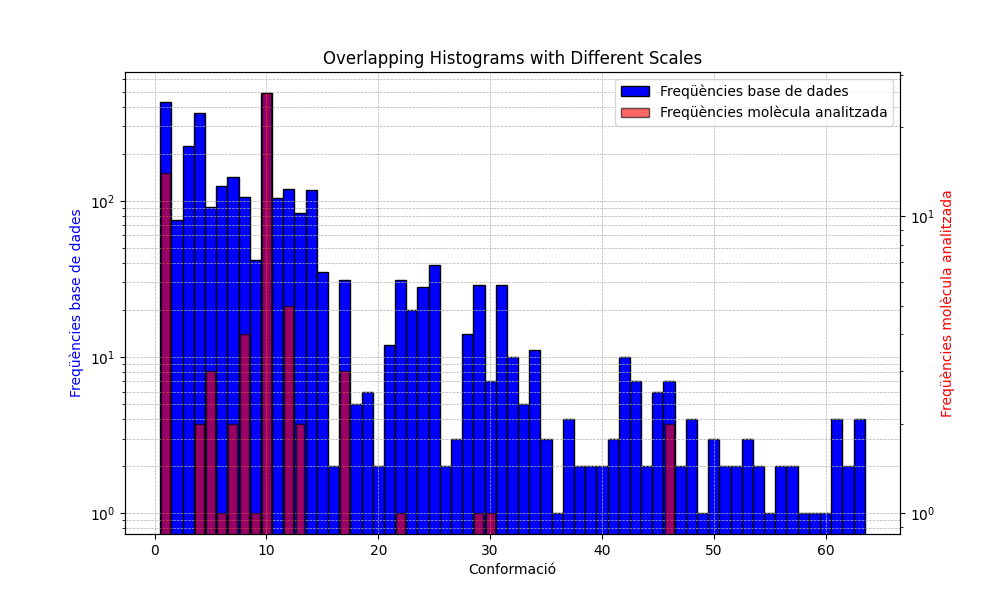 Overlapping Histograms with Different Scales
Freqüències base de dades
Freqüències molècula analitzada
10²
10¹
10⁰
Freqüències base de dades
10¹
10⁰
Freqüències molècula analitzada
0 10 20 30 40 50 60
Conformació